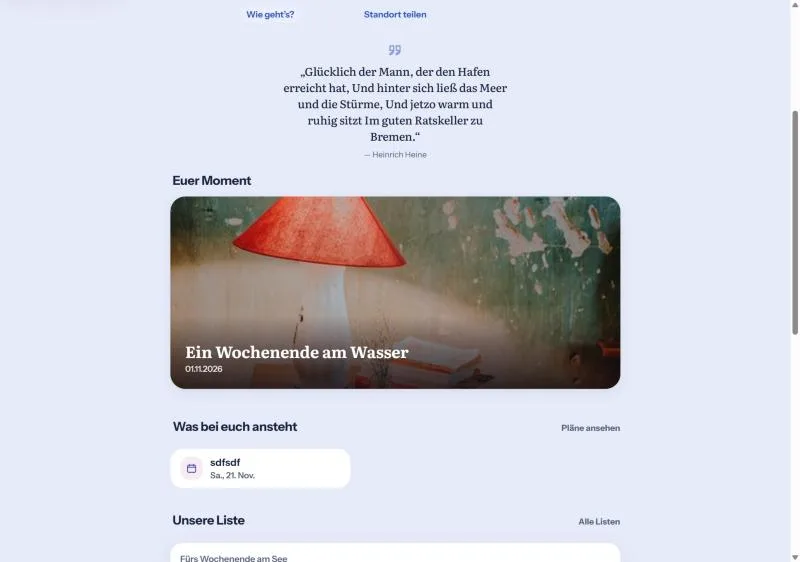 Wie geht's?
Standort teilen
„Glücklich der Mann, der den Hafen
erreicht hat, Und hinter sich ließ das Meer
und die Stürme, Und jetzo warm und
ruhig sitzt Im guten Ratskeller zu
Bremen.“
— Heinrich Heine
Euer Moment
Ein Wochenende am Wasser
01.11.2026
Was bei euch ansteht
Pläne ansehen
sdfsdf
Sa., 21. Nov.
Unsere Liste
Alle Listen
Fürs Wochenende am See